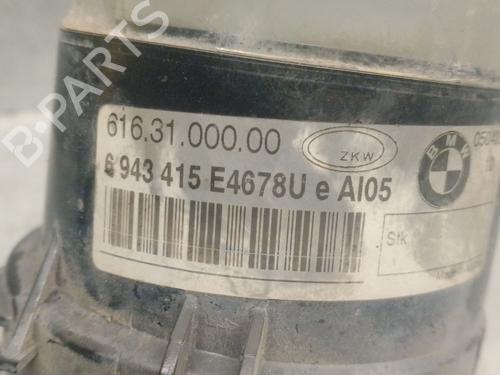 B-PARTS
616.31.000.00
ZKW
BMW
6 943 415 E4678U e AI05
Stk